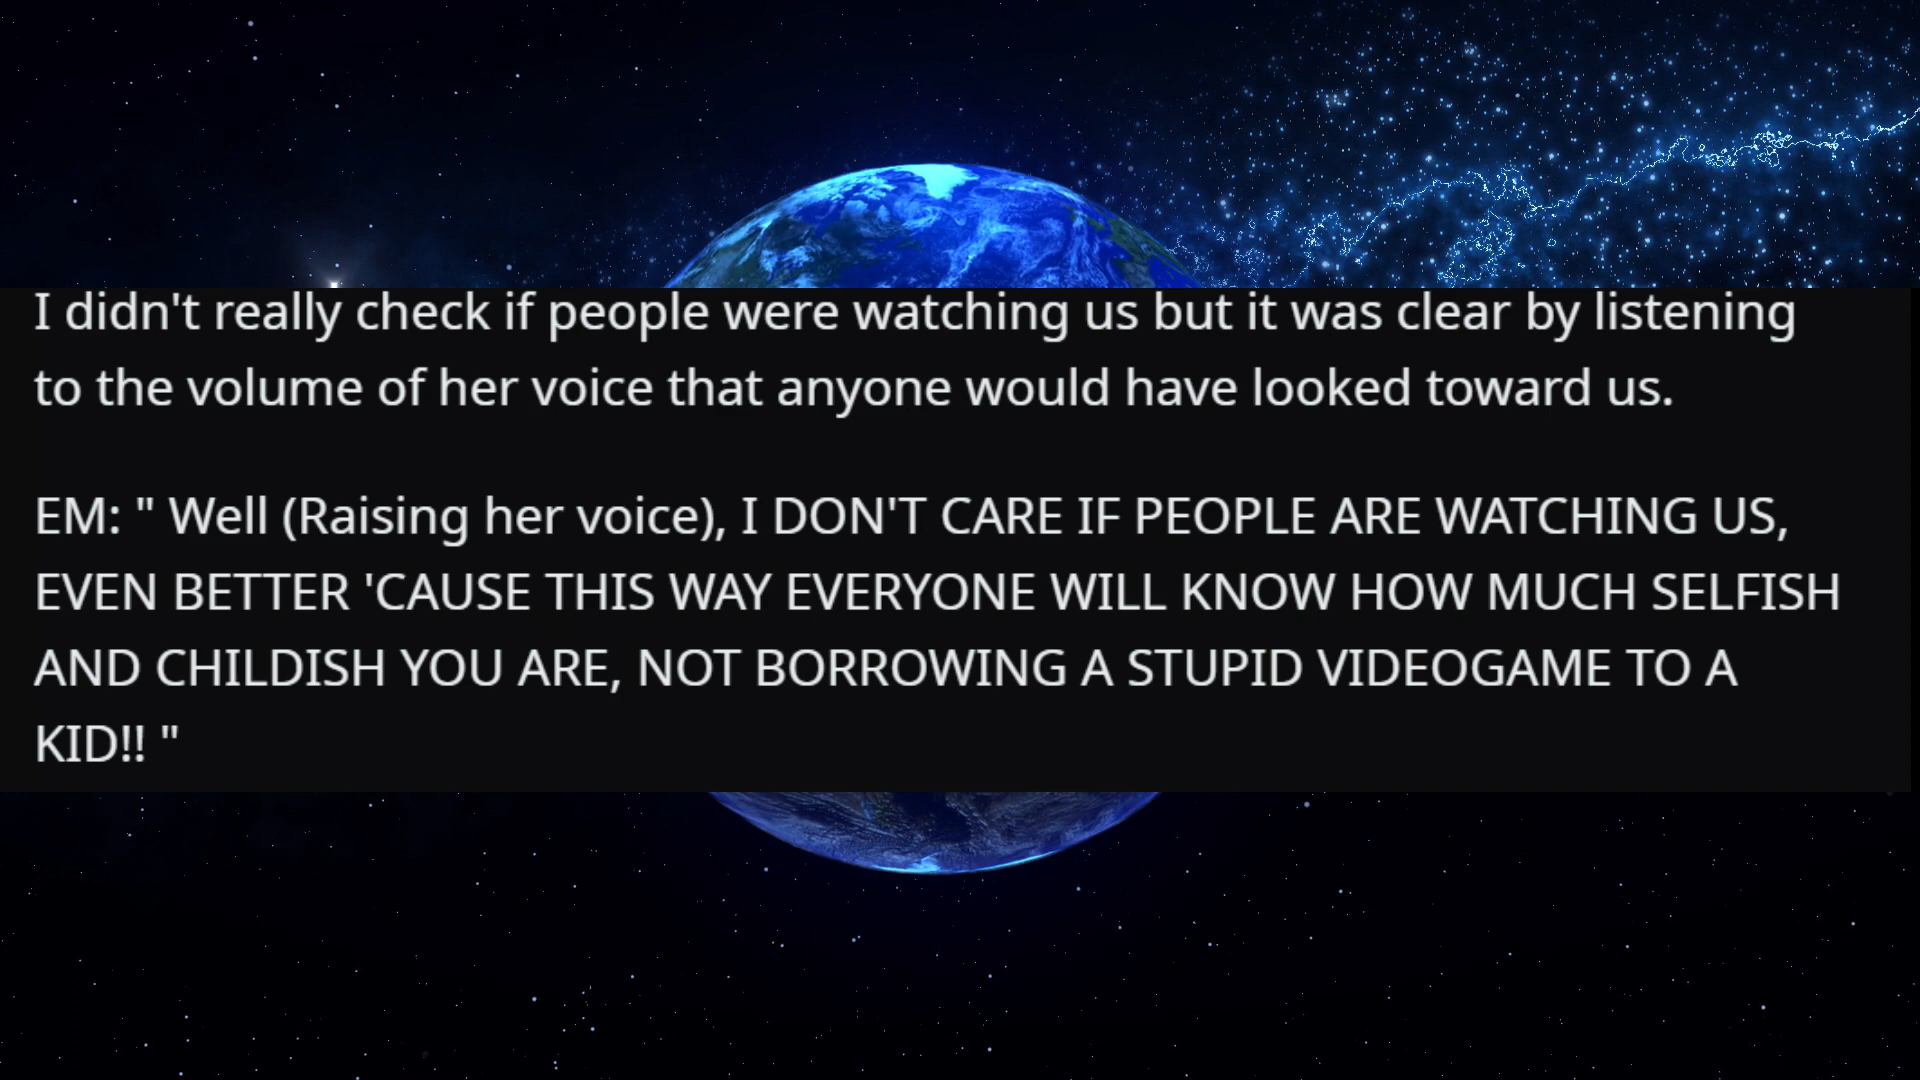 I didn't really check if people were watching us but it was clear by listening
to the volume of her voice that anyone would have looked toward us.
EM: " Well (Raising her voice), I DON'T CARE IF PEOPLE ARE WATCHING US,
EVEN BETTER 'CAUSE THIS WAY EVERYONE WILL KNOW HOW MUCH SELFISH
AND CHILDISH YOU ARE, NOT BORROWING A STUPID VIDEOGAME TO A
KID!! "